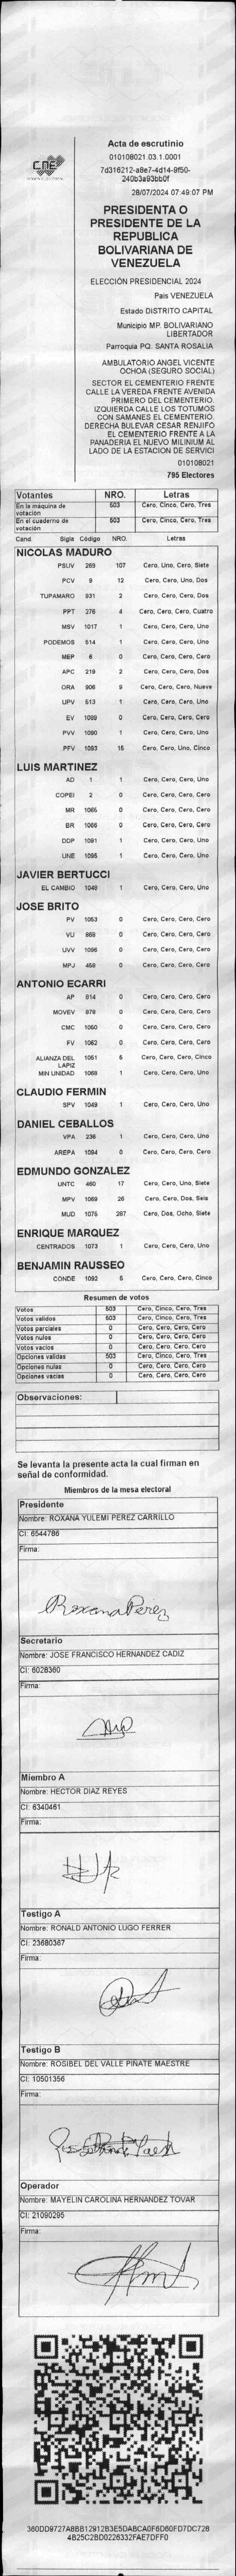 CNE
Acta de escrutinio
010108021.03.1.0001
7d316212-a8e7-4d14-9f50-
240b3a93bb0f
28/07/2024 07:49:07 PM
PRESIDENTA O
PRESIDENTE DE LA
REPUBLICA
BOLIVARIANA DE
VENEZUELA
ELECCIÓN PRESIDENCIAL 2024
País VENEZUELA
Estado DISTRITO CAPITAL
Municipio MP. BOLIVARIANO
LIBERTADOR
Parroquia PQ. SANTA ROSALIA
AMBULATORIO ANGEL VICENTE
OCHOA (SEGURO SOCIAL)
SECTOR EL CEMENTERIO FRENTE
CALLE LA VEREDA FRENTE AVENIDA
PRIMERO DEL CEMENTERIO.
IZQUIERDA CALLE LOS TOTUMOS
CON SAMANES EL CEMENTERIO.
DERECHA BULEVAR CESAR RENJIFO
EL CEMENTERIO FRENTE A LA
PANADERIA EL NUEVO MILINIUM AL
LADO DE LA ESTACION DE SERVICI
010108021
795 Electores
Votantes NRO. Letras
En la máquina de votación 503 Cero, Cinco, Cero, Tres
En el cuaderno de votación 503 Cero, Cinco, Cero, Tres
Cand. Sigla Código NRO. Letras
NICOLAS MADURO
PSUV 269 107 Cero, Uno, Cero, Siete
PCV 9 12 Cero, Cero, Uno, Dos
TUPAMARO 931 2 Cero, Cero, Cero, Dos
PPT 276 4 Cero, Cero, Cero, Cuatro
MSV 1017 1 Cero, Cero, Cero, Uno
PODEMOS 514 1 Cero, Cero, Cero, Uno
MEP 6 0 Cero, Cero, Cero, Cero
APC 219 2 Cero, Cero, Cero, Dos
ORA 906 9 Cero, Cero, Cero, Nueve
UPV 513 1 Cero, Cero, Cero, Uno
EV 1089 0 Cero, Cero, Cero, Cero
PVV 1090 1 Cero, Cero, Cero, Uno
PFV 1093 15 Cero, Cero, Uno, Cinco
LUIS MARTINEZ
AD 1 1 Cero, Cero, Cero, Uno
COPEI 2 0 Cero, Cero, Cero, Cero
MR 1065 0 Cero, Cero, Cero, Cero
BR 1066 0 Cero, Cero, Cero, Cero
DDP 1091 1 Cero, Cero, Cero, Uno
UNE 1095 1 Cero, Cero, Cero, Uno
JAVIER BERTUCCI
EL CAMBIO 1048 1 Cero, Cero, Cero, Uno
JOSE BRITO
PV 1053 0 Cero, Cero, Cero, Cero
VU 868 0 Cero, Cero, Cero, Cero
UVV 1096 0 Cero, Cero, Cero, Cero
MPJ 458 0 Cero, Cero, Cero, Cero
ANTONIO ECARRI
AP 814 0 Cero, Cero, Cero, Cero
MOVEV 878 0 Cero, Cero, Cero, Cero
CMC 1050 0 Cero, Cero, Cero, Cero
FV 1062 0 Cero, Cero, Cero, Cero
ALIANZA DEL LAPIZ 1051 5 Cero, Cero, Cero, Cinco
MIN UNIDAD 1068 1 Cero, Cero, Cero, Uno
CLAUDIO FERMIN
SPV 1049 1 Cero, Cero, Cero, Uno
DANIEL CEBALLOS
VPA 236 1 Cero, Cero, Cero, Uno
AREPA 1094 0 Cero, Cero, Cero, Cero
EDMUNDO GONZALEZ
UNTC 460 17 Cero, Cero, Uno, Siete
MPV 1069 26 Cero, Cero, Dos, Seis
MUD 1075 287 Cero, Dos, Ocho, Siete
ENRIQUE MARQUEZ
CENTRADOS 1073 1 Cero, Cero, Cero, Uno
BENJAMIN RAUSSEO
CONDE 1092 5 Cero, Cero, Cero, Cinco
Resumen de votos
Votos 503 Cero, Cinco, Cero, Tres
Votos validos 503 Cero, Cinco, Cero, Tres
Votos parciales 0 Cero, Cero, Cero, Cero
Votos nulos 0 Cero, Cero, Cero, Cero
Votos vacios 0 Cero, Cero, Cero, Cero
Opciones validas 503 Cero, Cinco, Cero, Tres
Opciones nulas 0 Cero, Cero, Cero, Cero
Opciones vacias 0 Cero, Cero, Cero, Cero
Observaciones:
Se levanta la presente acta la cual firman en
señal de conformidad.
Miembros de la mesa electoral
Presidente
Nombre: ROXANA YULEMI PEREZ CARRILLO
CI: 6544786
Firma:
Roxana Perez
Secretario
Nombre: JOSE FRANCISCO HERNANDEZ CADIZ
CI: 6028360
Firma:
Miembro A
Nombre: HECTOR DIAZ REYES
CI: 6340461
Firma:
Testigo A
Nombre: RONALD ANTONIO LUGO FERRER
CI: 23680367
Firma:
Testigo B
Nombre: ROSIBEL DEL VALLE PINATE MAESTRE
CI: 10501356
Firma:
Operador
Nombre: MAYELIN CAROLINA HERNANDEZ TOVAR
CI: 21090295
Firma:
360DD9727A8BB12912B3E5DABCA0F6D60FD7DC728
4B25C2BD0226332FAE7DFF0